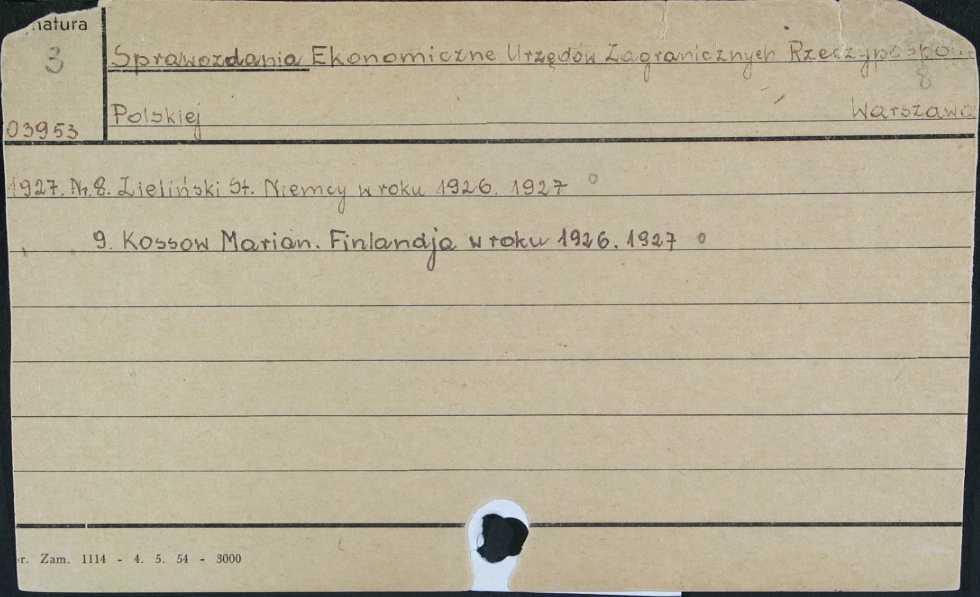 natura
3
Sprawozdania Ekonomiczne Urzędów Zagranicznych Rzeczypospo
8
Polskiej Warszawa
03953
1927. Nr. 8. Zieliński St. Niemcy w roku 1926. 1927
9. Kossow Marian. Finlandja w roku 1926. 1927
r. Zam. 1114 - 4. 5. 54 - 3000